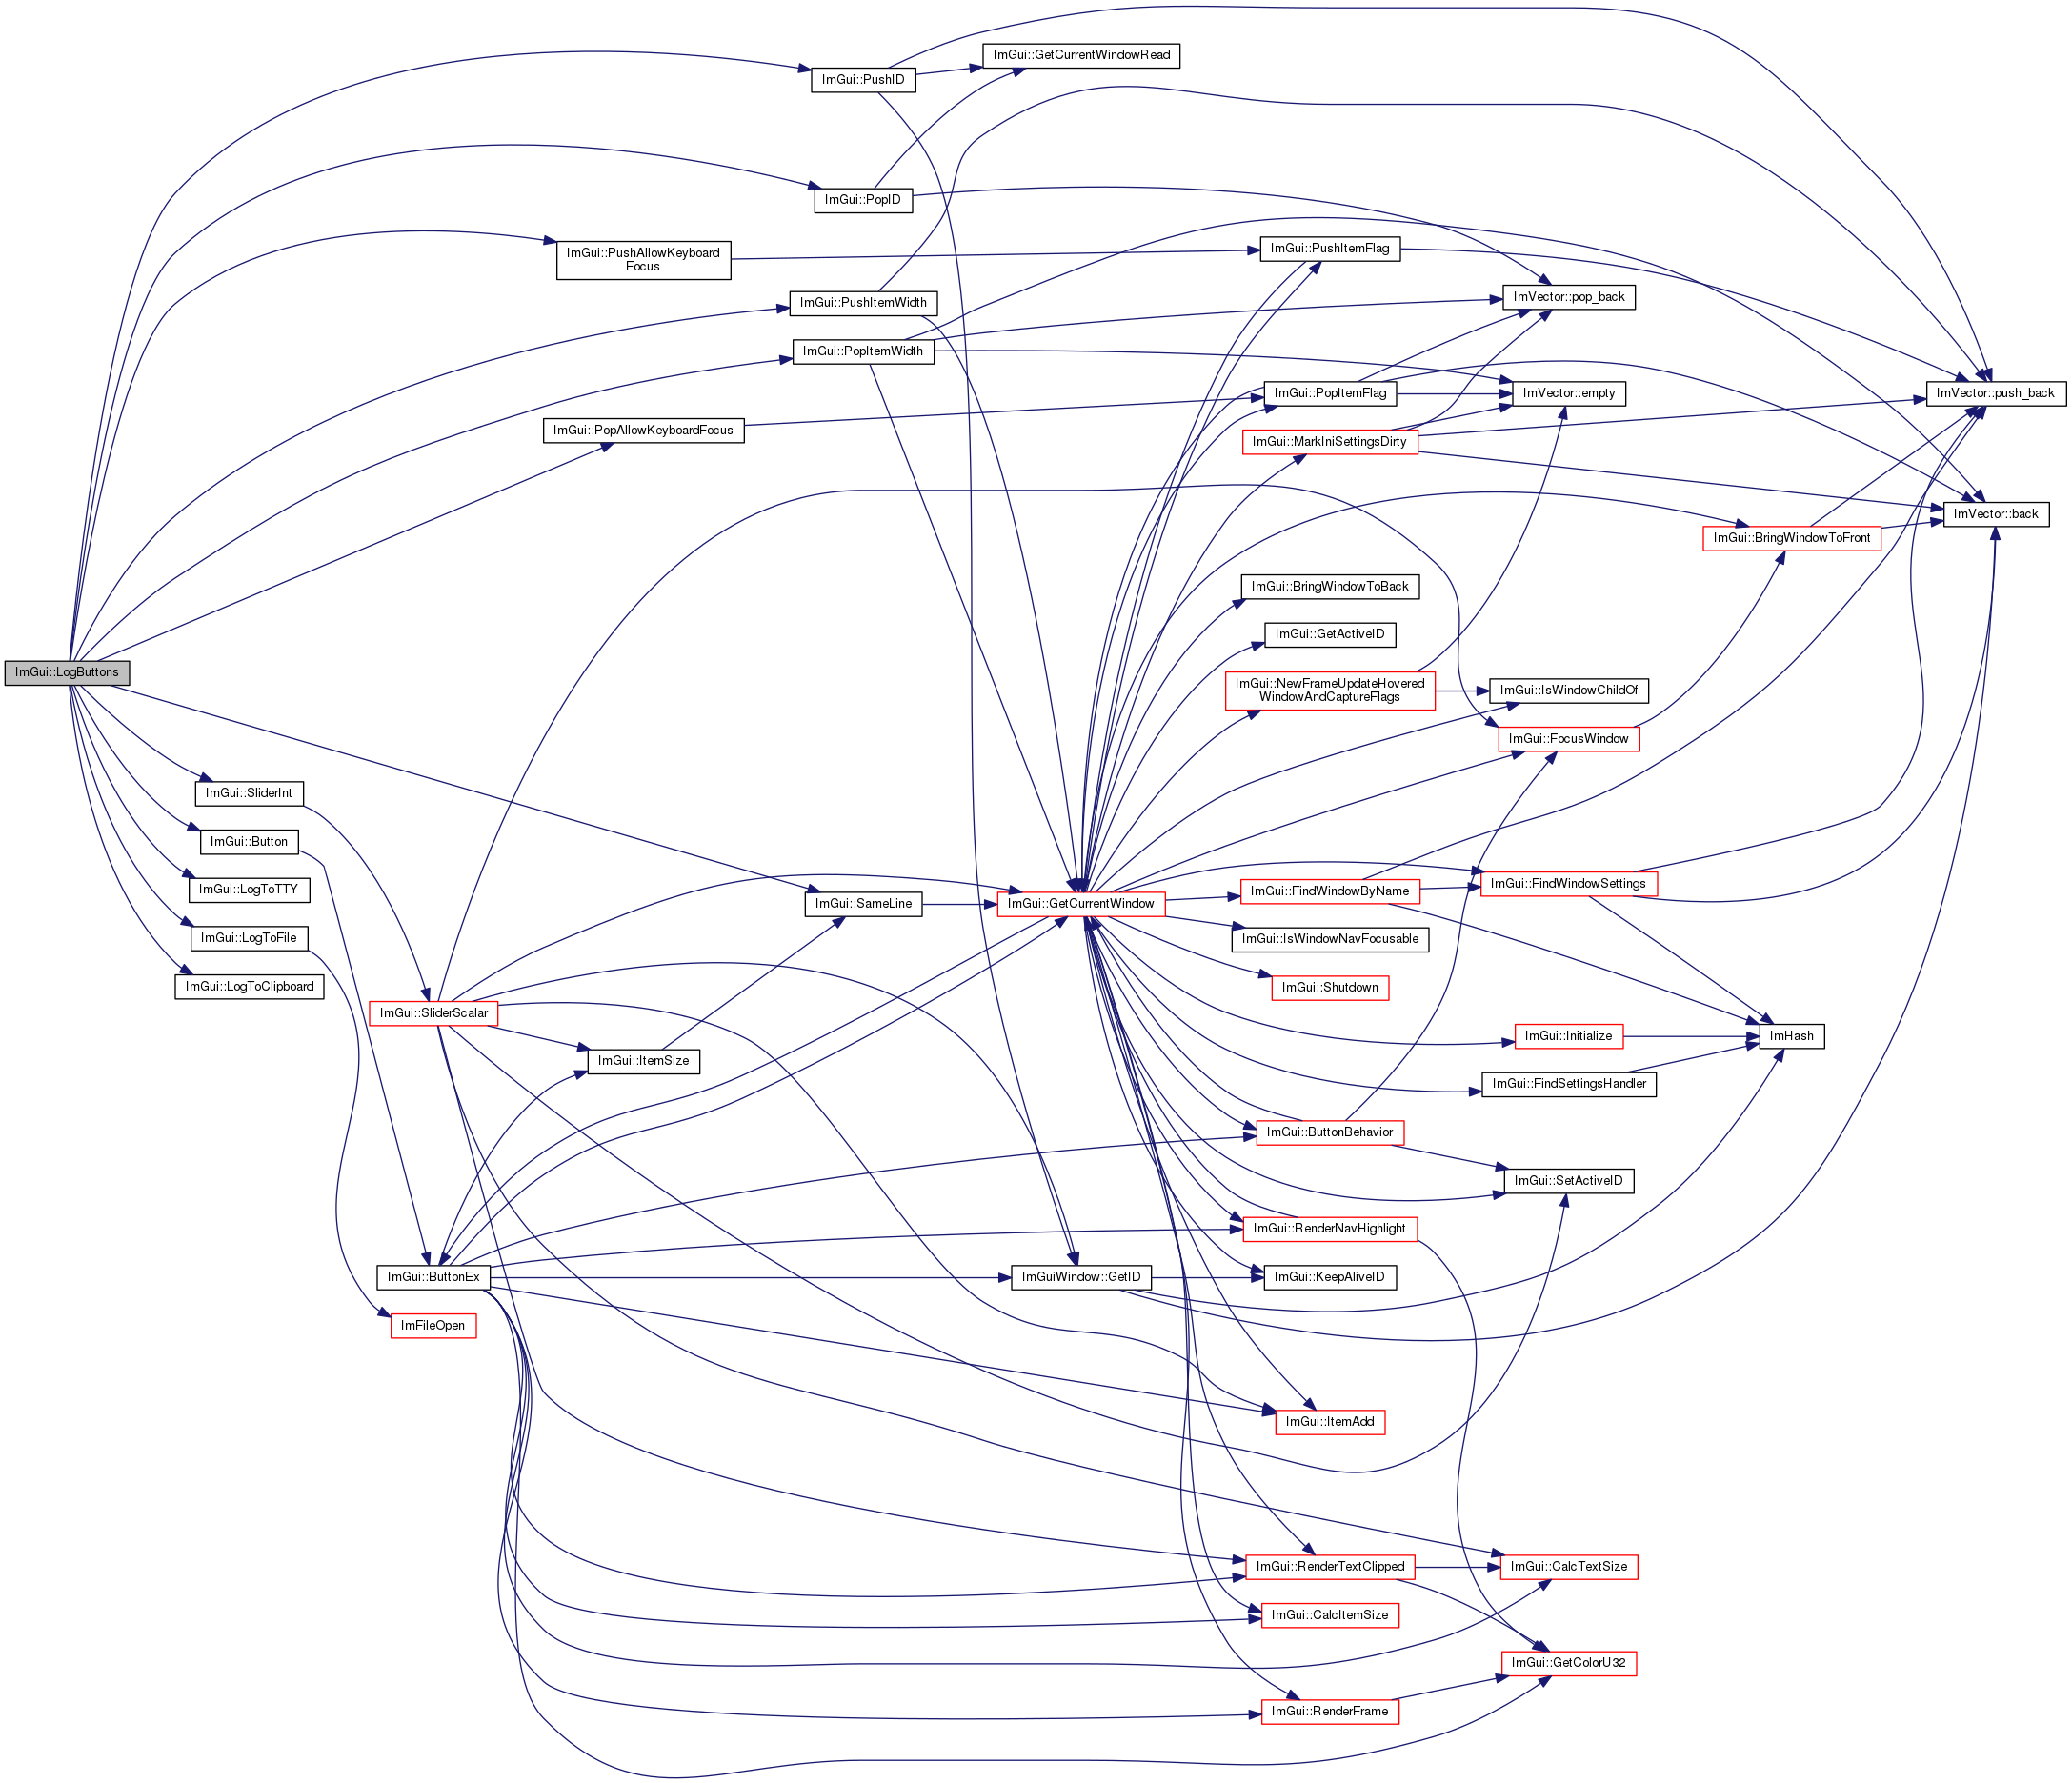 ImGui::GetCurrentWindowRead
ImGui::PushID
ImGui::PopID
ImGui::PushAllowKeyboard
Focus
ImGui::PushItemFlag
ImGui::PushItemWidth
ImVector::pop_back
ImGui::PopItemWidth
ImGui::PopItemFlag
ImVector::empty
ImVector::push_back
ImGui::PopAllowKeyboardFocus
ImGui::MarkIniSettingsDirty
ImVector::back
ImGui::BringWindowToFront
ImGui::BringWindowToBack
ImGui::GetActiveID
ImGui::LogButtons
ImGui::NewFrameUpdateHovered
WindowAndCaptureFlags
ImGui::IsWindowChildOf
ImGui::FocusWindow
ImGui::SliderInt
ImGui::Button
ImGui::LogToTTY
ImGui::FindWindowByName
ImGui::FindWindowSettings
ImGui::SameLine
ImGui::GetCurrentWindow
ImGui::LogToFile
ImGui::IsWindowNavFocusable
ImGui::LogToClipboard
ImGui::Shutdown
ImGui::SliderScalar
ImGui::Initialize
ImHash
ImGui::ItemSize
ImGui::FindSettingsHandler
ImGui::ButtonBehavior
ImGui::SetActiveID
ImGui::RenderNavHighlight
ImGui::ButtonEx
ImGuiWindow::GetID
ImGui::KeepAliveID
ImFileOpen
ImGui::ItemAdd
ImGui::RenderTextClipped
ImGui::CalcTextSize
ImGui::CalcItemSize
ImGui::GetColorU32
ImGui::RenderFrame